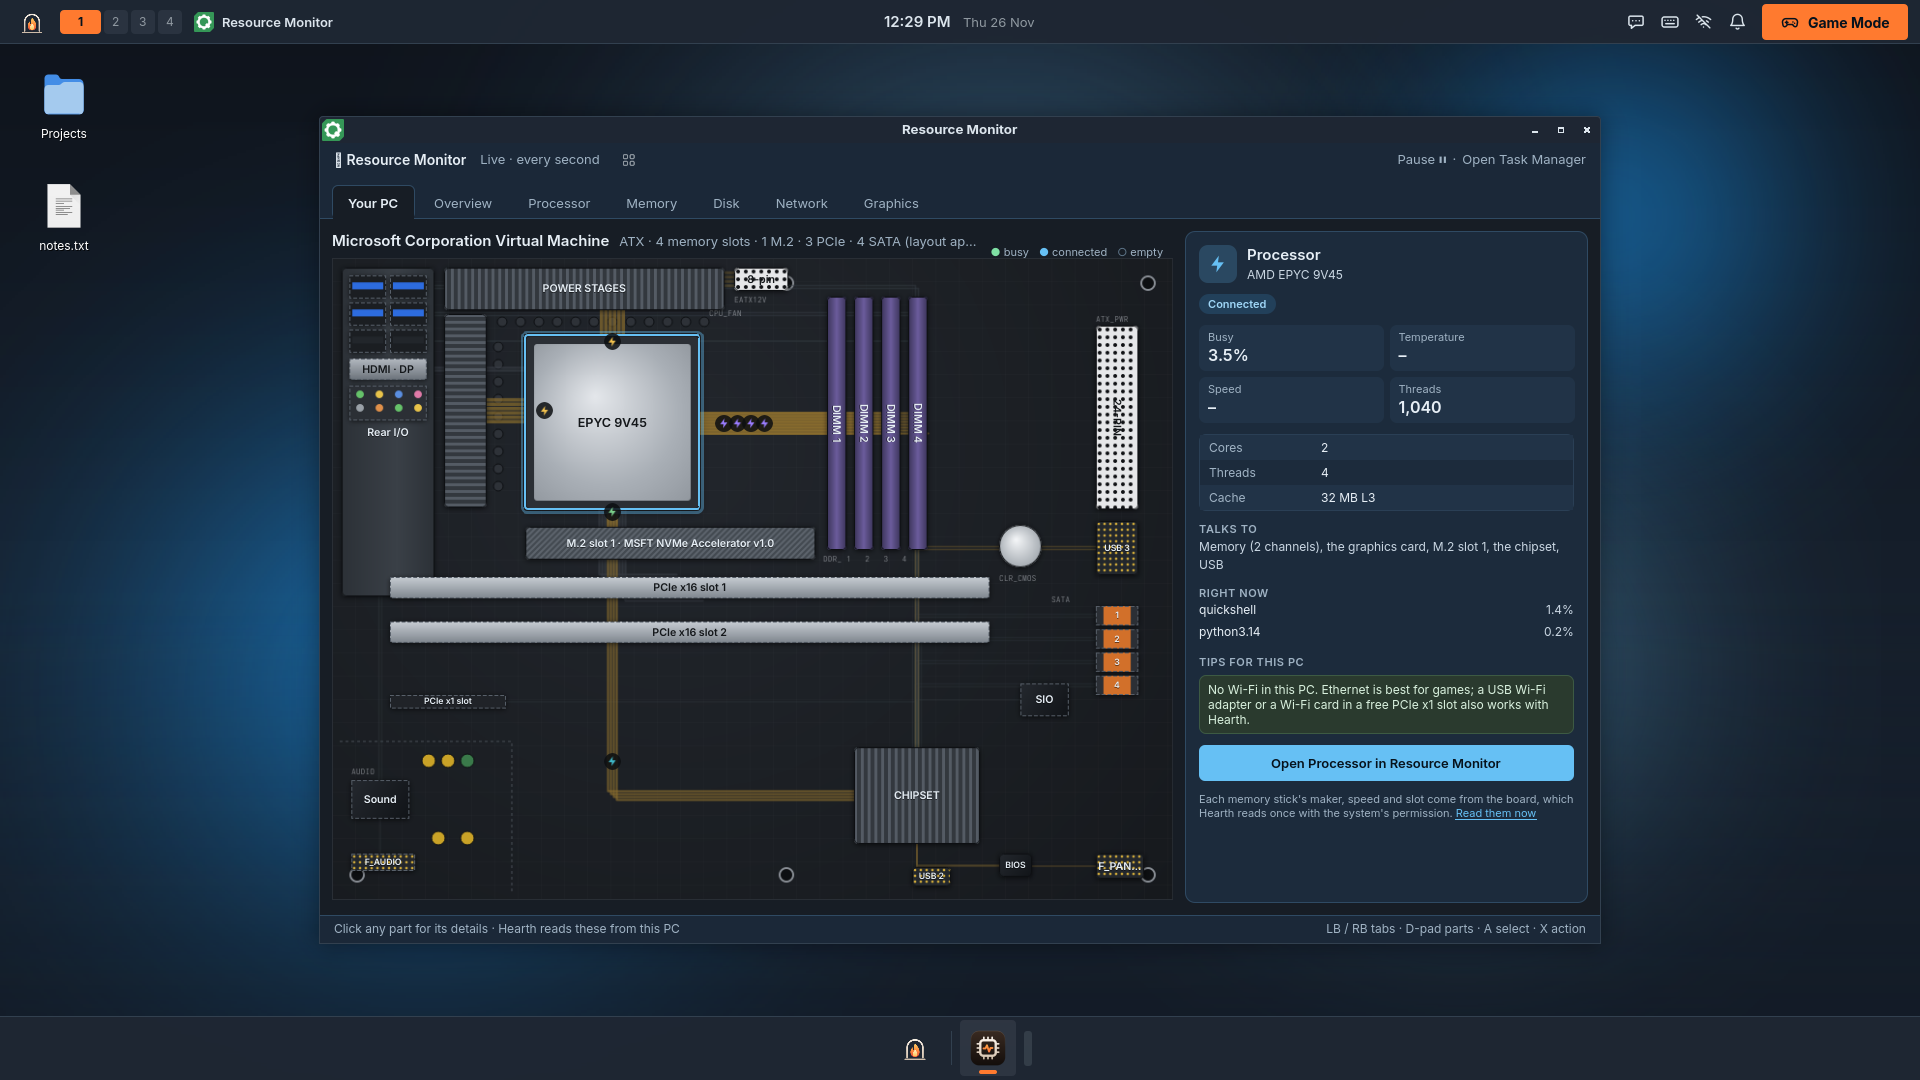 1 2 3 4 Resource Monitor
12:29 PM Thu 26 Nov
Game Mode
Projects
notes.txt
Resource Monitor
Resource Monitor Live · every second
Pause · Open Task Manager
Your PC Overview Processor Memory Disk Network Graphics
Microsoft Corporation Virtual Machine ATX · 4 memory slots · 1 M.2 · 3 PCIe · 4 SATA (layout ap...
busy connected empty
POWER STAGES
8-pin
EATX12V
CPU_FAN
HDMI · DP
Rear I/O
EPYC 9V45
DIMM 1
DIMM 2
DIMM 3
DIMM 4
ATX_PWR
24-PIN
M.2 slot 1 · MSFT NVMe Accelerator v1.0
DDR_ 1 2 3 4
CLR_CMOS
USB 3
PCIe x16 slot 1
SATA
1
2
3
4
PCIe x16 slot 2
PCIe x1 slot
SIO
AUDIO
Sound
CHIPSET
F_AUDIO
USB 2
BIOS
F_PAN...
Processor
AMD EPYC 9V45
Connected
Busy
3.5%
Temperature
–
Speed
–
Threads
1,040
Cores 2
Threads 4
Cache 32 MB L3
TALKS TO
Memory (2 channels), the graphics card, M.2 slot 1, the chipset,
USB
RIGHT NOW
quickshell 1.4%
python3.14 0.2%
TIPS FOR THIS PC
No Wi-Fi in this PC. Ethernet is best for games; a USB Wi-Fi
adapter or a Wi-Fi card in a free PCIe x1 slot also works with
Hearth.
Open Processor in Resource Monitor
Each memory stick's maker, speed and slot come from the board, which
Hearth reads once with the system's permission. Read them now
Click any part for its details · Hearth reads these from this PC
LB / RB tabs · D-pad parts · A select · X action